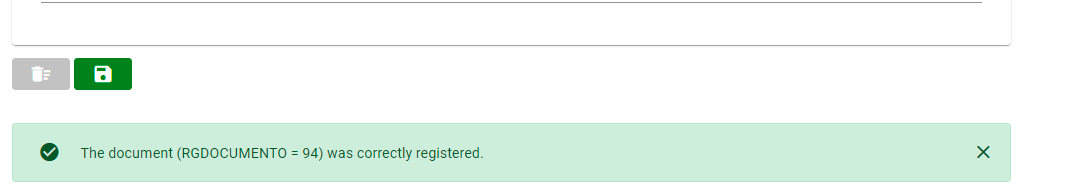 The document (RGDOCUMENTO = 94) was correctly registered.